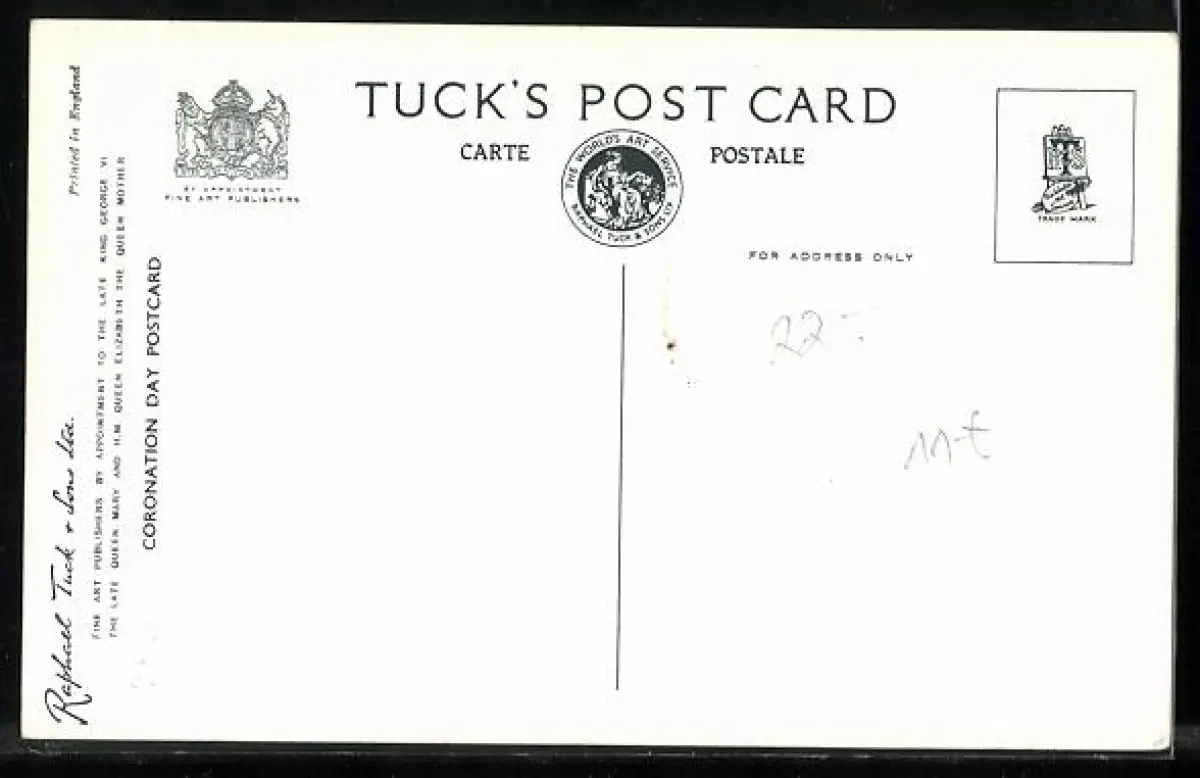 TUCK'S POST CARD
CARTE POSTALE
THE WORLD'S ART SERVICE
RAPHAEL TUCK & SONS LTD
BY APPOINTMENT
FINE ART PUBLISHERS
TRADE MARK
FOR ADDRESS ONLY
22-
Printed in England
Raphael Tuck & Sons Ltd.
FINE ART PUBLISHERS BY APPOINTMENT TO THE LATE KING GEORGE VI
THE LATE QUEEN MARY AND H.M. QUEEN ELIZABETH THE QUEEN MOTHER
CORONATION DAY POSTCARD